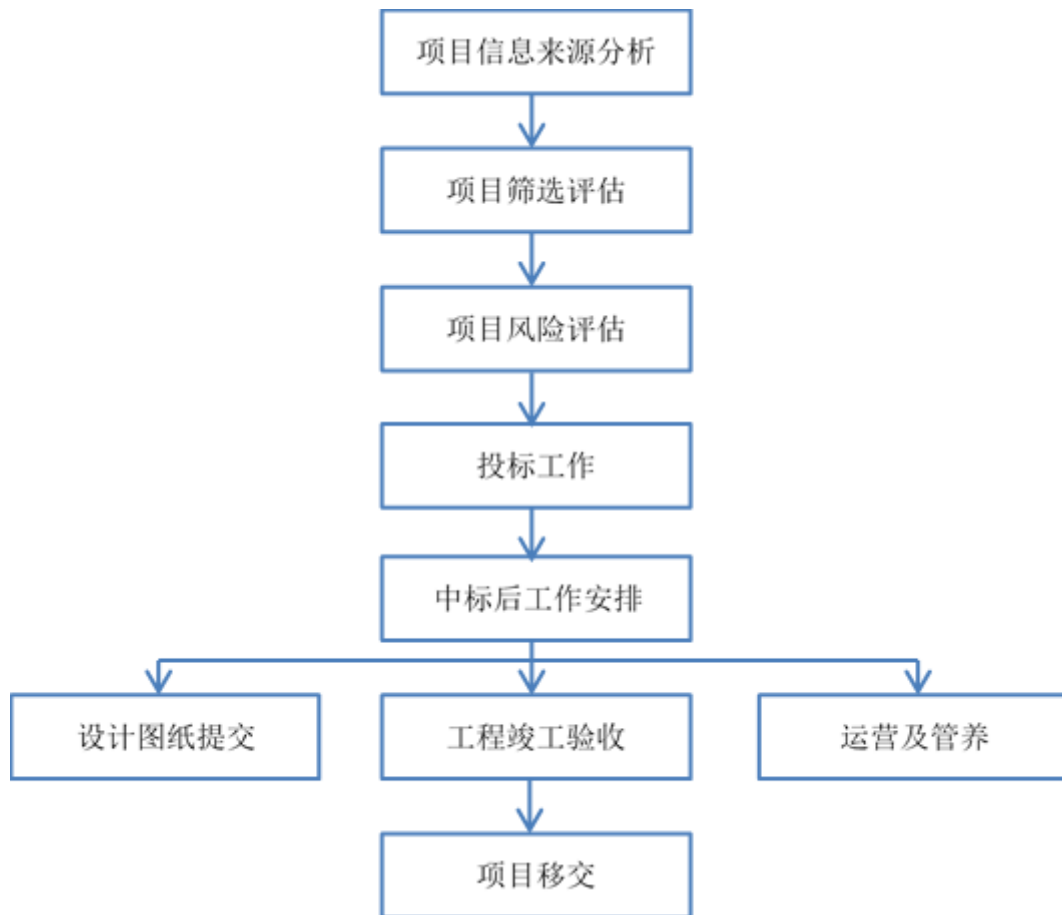 项目信息来源分析
项目筛选评估
项目风险评估
投标工作
中标后工作安排
设计图纸提交
工程竣工验收
运营及管养
项目移交